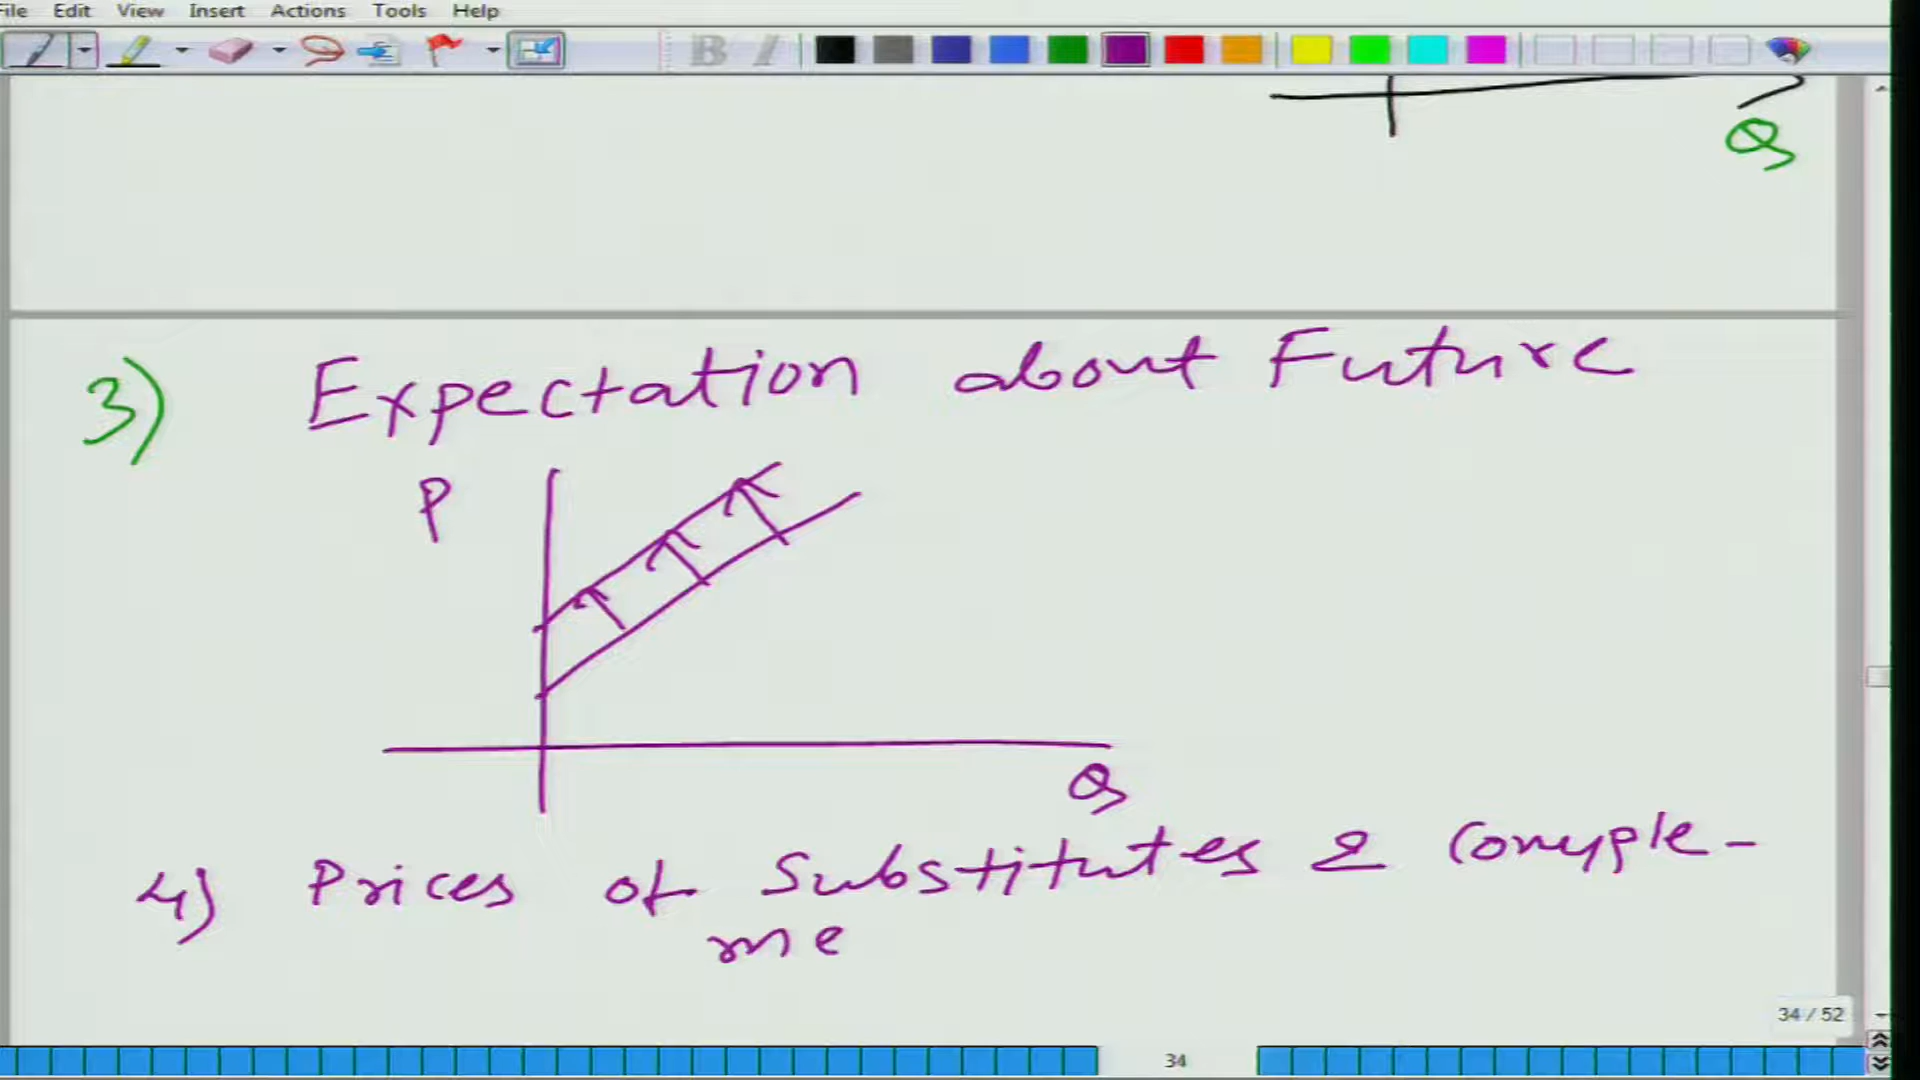 File Edit View Insert Actions Tools Help
B I
Q
3) Expectation about Future
P
Q
4) Prices of Substitutes & Comple-
me
34 / 52
34